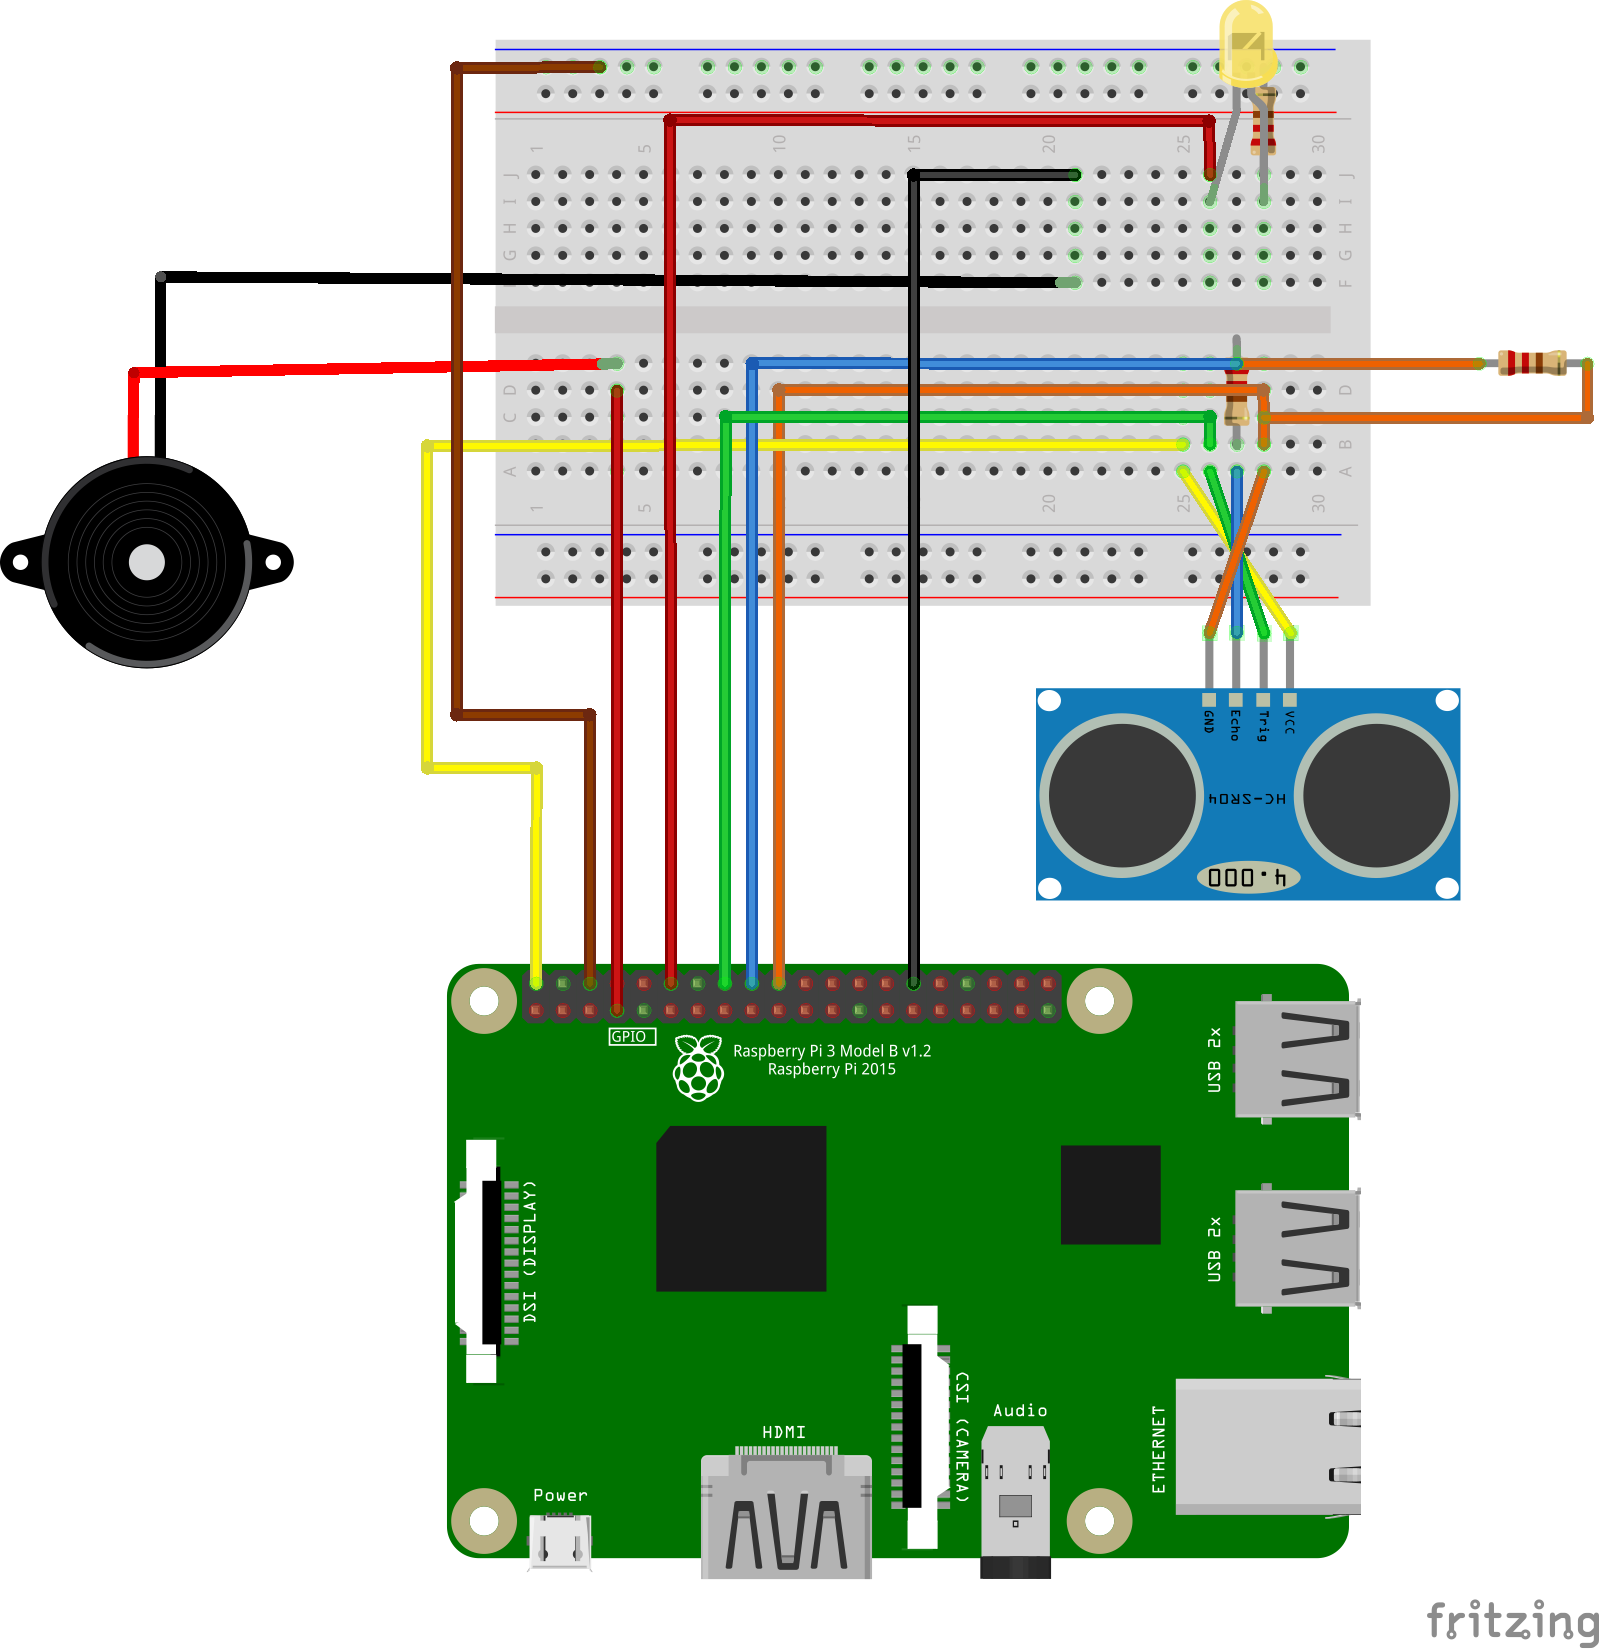 1
5
10
15
20
25
30
J
J
I
I
H
H
G
G
F
D
D
C
C
B
A
A
1
5
20
25
30
GND
Echo
Trig
VCC
HC-SR04
4.000
GPIO
Raspberry Pi 3 Model B v1.2
Raspberry Pi 2015
USB 2x
DSI (DISPLAY)
USB 2x
CSI (CAMERA)
Audio
ETHERNET
HDMI
Power
fritzing